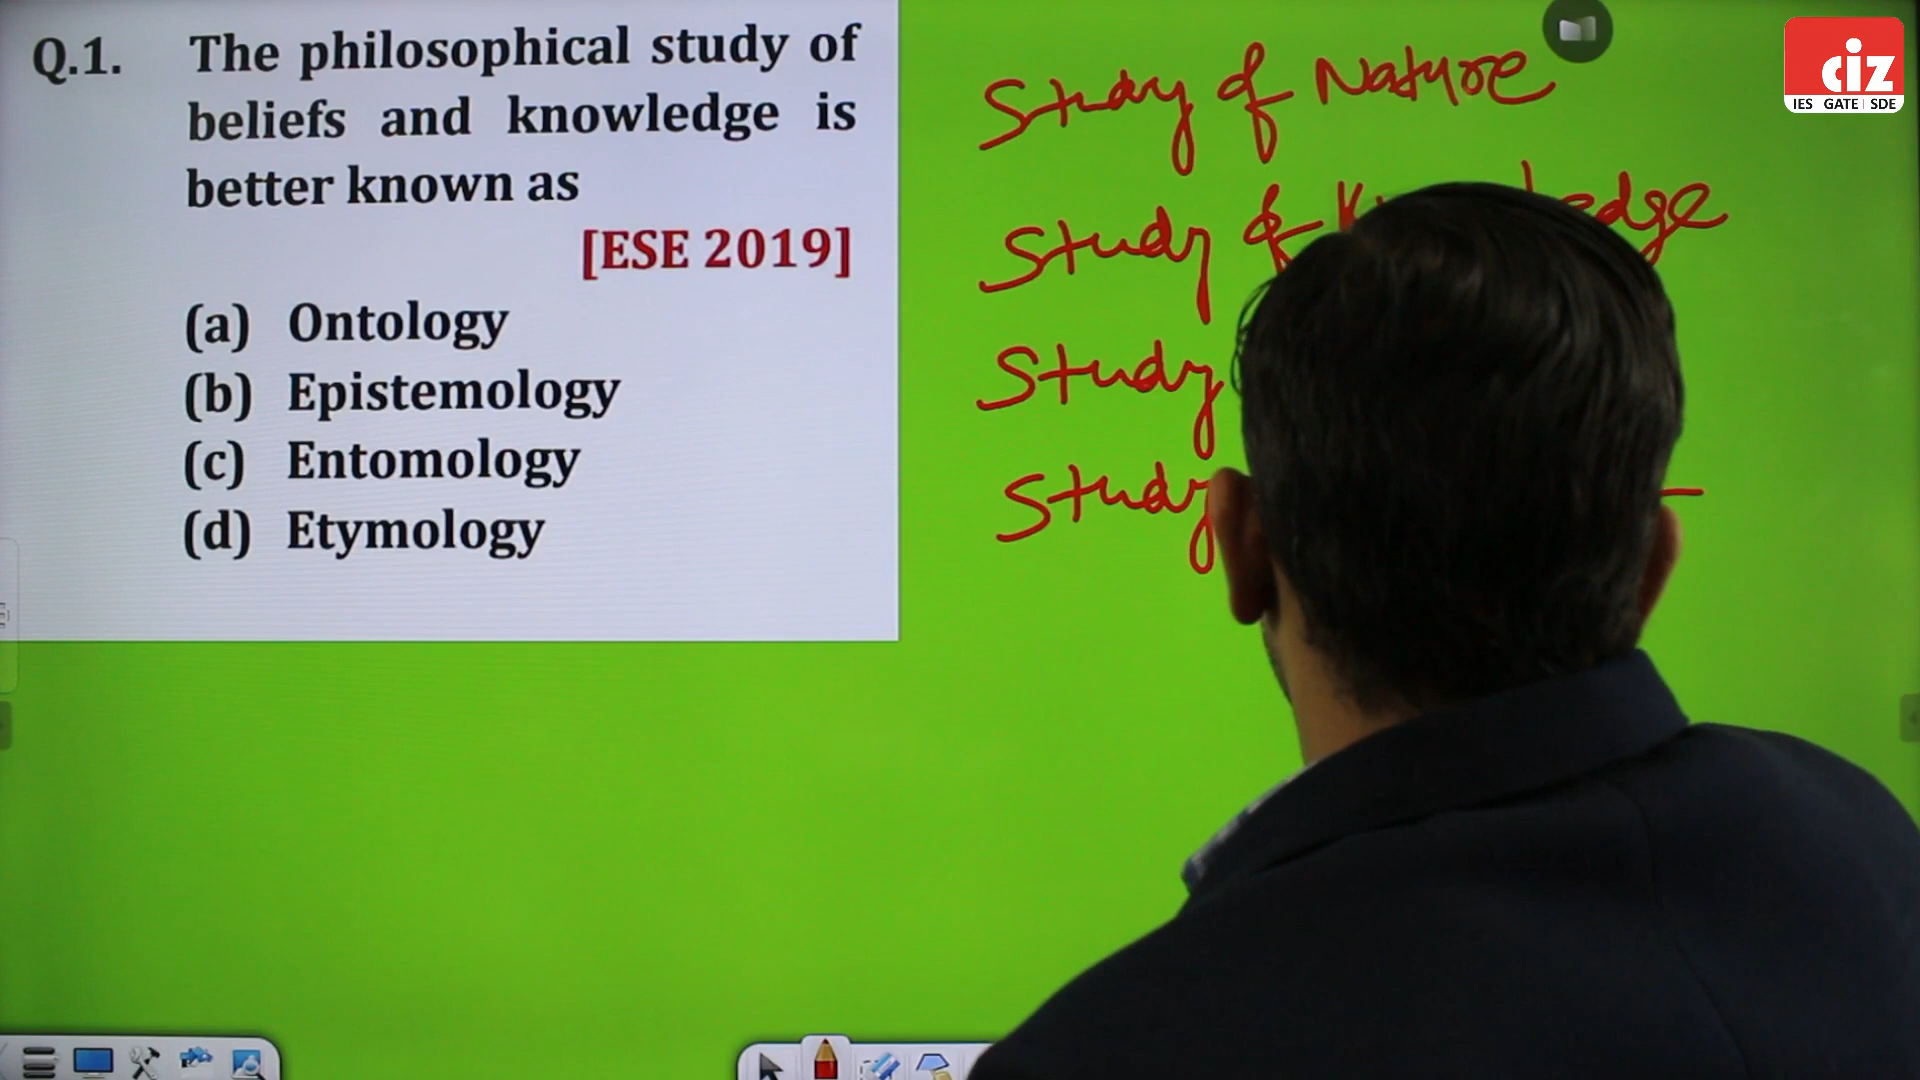 Q.1. The philosophical study of
beliefs and knowledge is
better known as
[ESE 2019]
(a) Ontology
(b) Epistemology
(c) Entomology
(d) Etymology
Study of Nature
Study of
Study
Study
ciz
IES GATE SDE